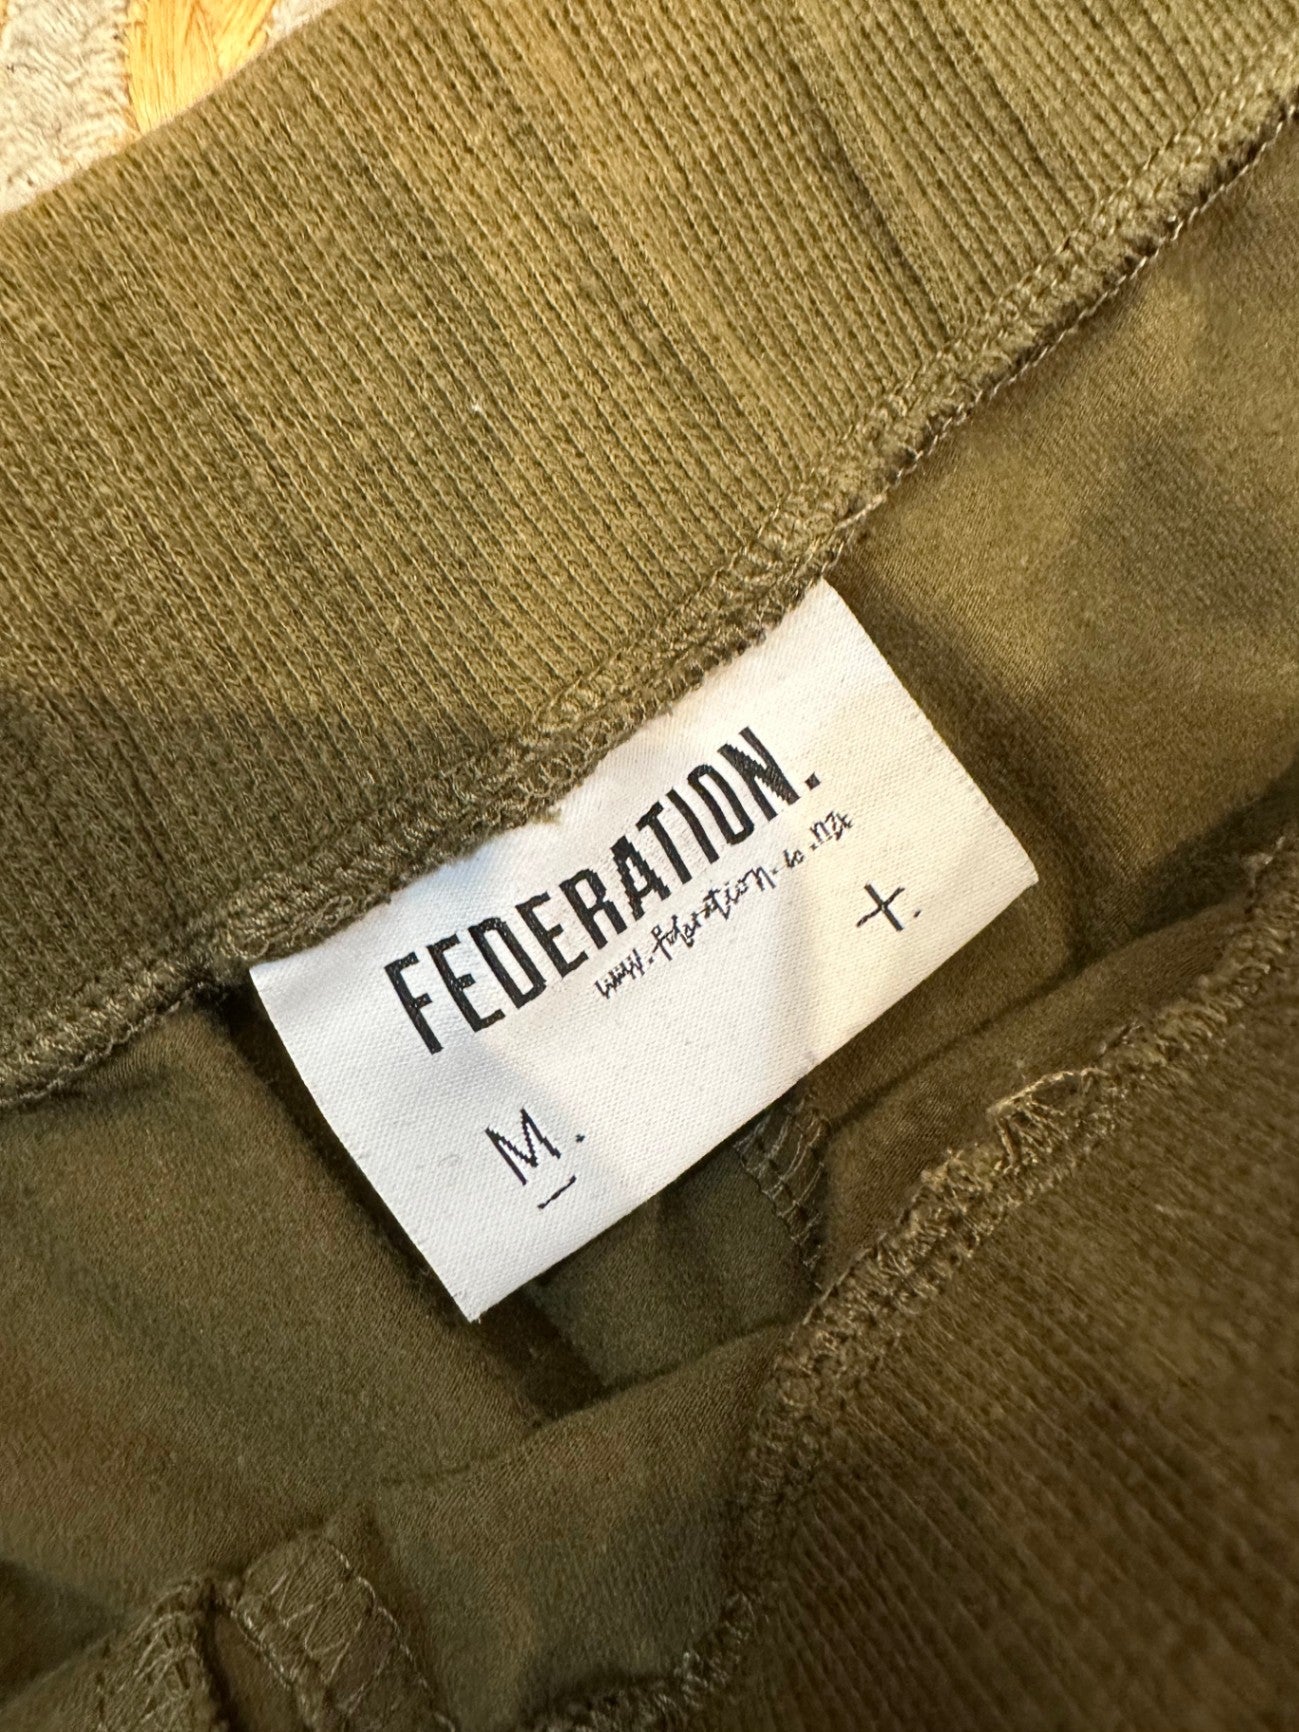 FEDERATION.
www.federation.co.nz
+.
M.